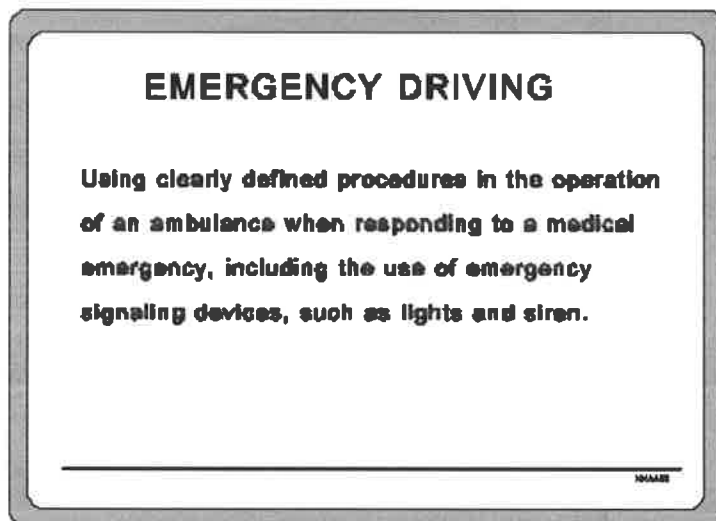 EMERGENCY DRIVING
Using clearly defined procedures in the operation
of an ambulance when responding to a medical
emergency, including the use of emergency
signaling devices, such as lights and siren.